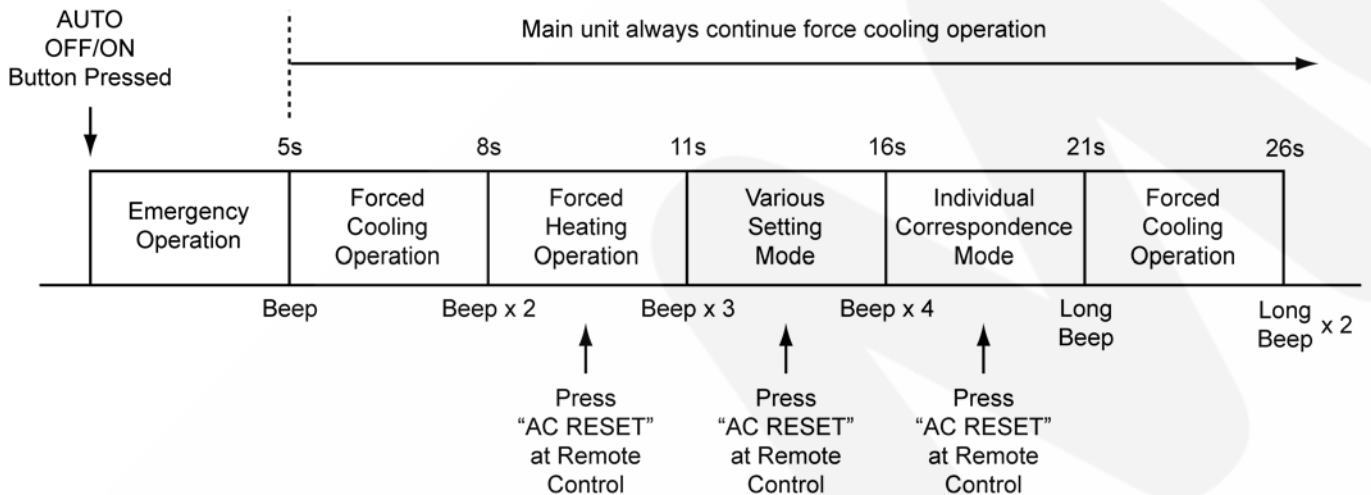 AUTO
OFF/ON
Button Pressed
Main unit always continue force cooling operation
5s
8s
11s
16s
21s
26s
Emergency
Operation
Forced
Cooling
Operation
Forced
Heating
Operation
Various
Setting
Mode
Individual
Correspondence
Mode
Forced
Cooling
Operation
Beep
Beep x 2
Beep x 3
Beep x 4
Long
Beep
Long
Beep x 2
Press
“AC RESET”
at Remote
Control
Press
“AC RESET”
at Remote
Control
Press
“AC RESET”
at Remote
Control